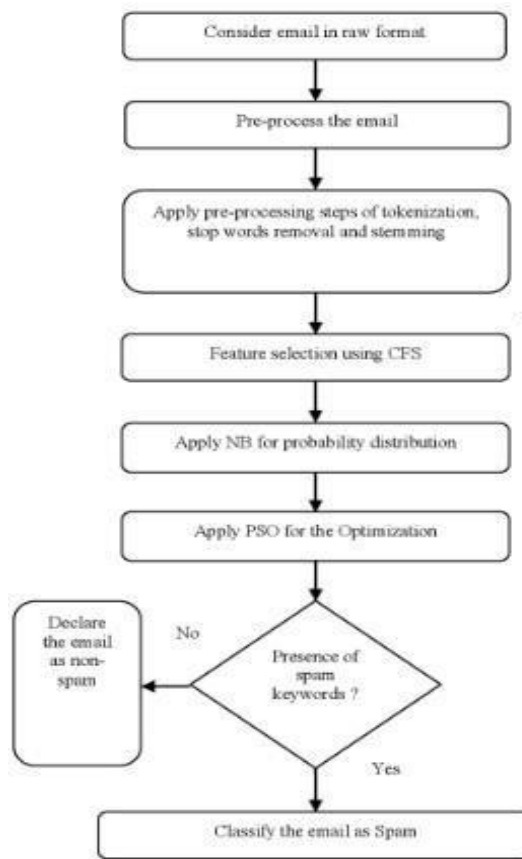 Consider email in raw format
Pre-process the email
Apply pre-processing steps of tokenization,
stop words removal and stemming
Feature selection using CFS
Apply NB for probability distribution
Apply PSO for the Optimization
Presence of
spam
keywords ?
No
Declare
the email
as non-
spam
Yes
Classify the email as Spam